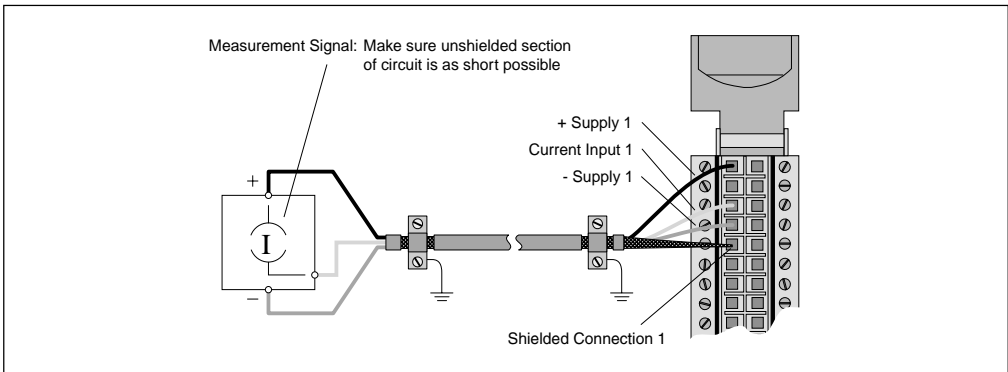 Measurement Signal: Make sure unshielded section
of circuit is as short possible
+ Supply 1
Current Input 1
- Supply 1
+
I
−
Shielded Connection 1